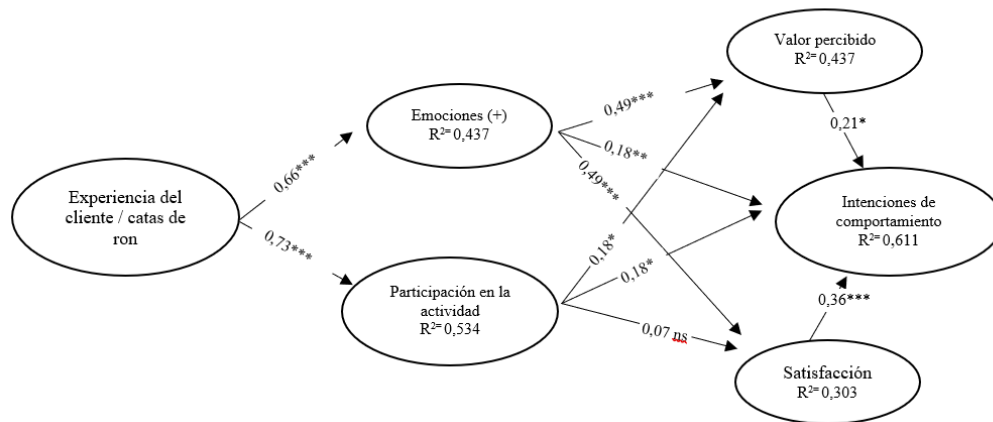 Valor percibido
R²⁼ 0,437
0,49***
Emociones (+)
R²⁼ 0,437
0,21*
0,18**
0,66***
0,49***
Experiencia del
cliente / catas de
ron
Intenciones de
comportamiento
R²⁼ 0,611
0,73***
0,18*
0,18*
Participación en la
actividad
R²⁼ 0,534
0,36***
0,07 ns
Satisfacción
R²⁼ 0,303